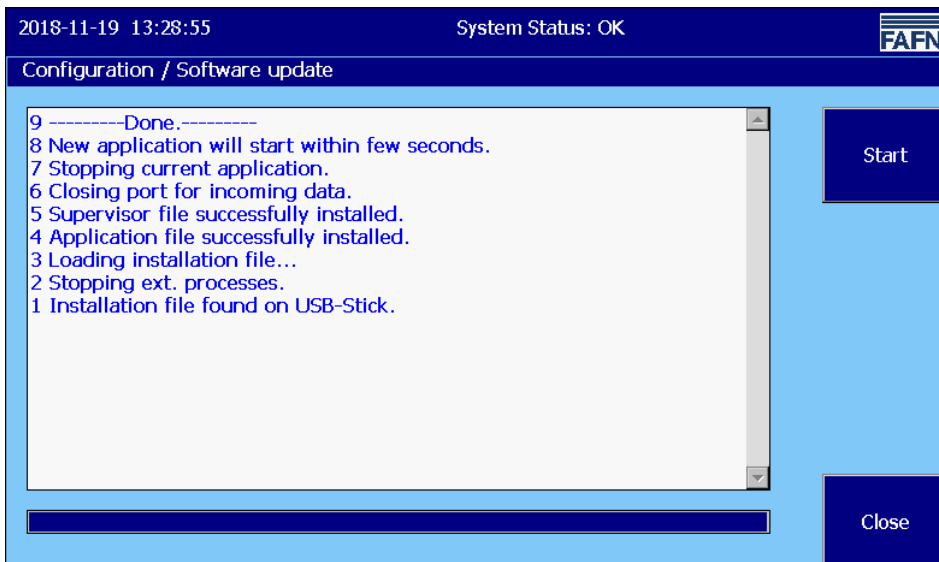 2018-11-19 13:28:55 System Status: OK
FAFN
Configuration / Software update
9 ---------Done.---------
8 New application will start within few seconds.
7 Stopping current application.
6 Closing port for incoming data.
5 Supervisor file successfully installed.
4 Application file successfully installed.
3 Loading installation file...
2 Stopping ext. processes.
1 Installation file found on USB-Stick.
Start
Close